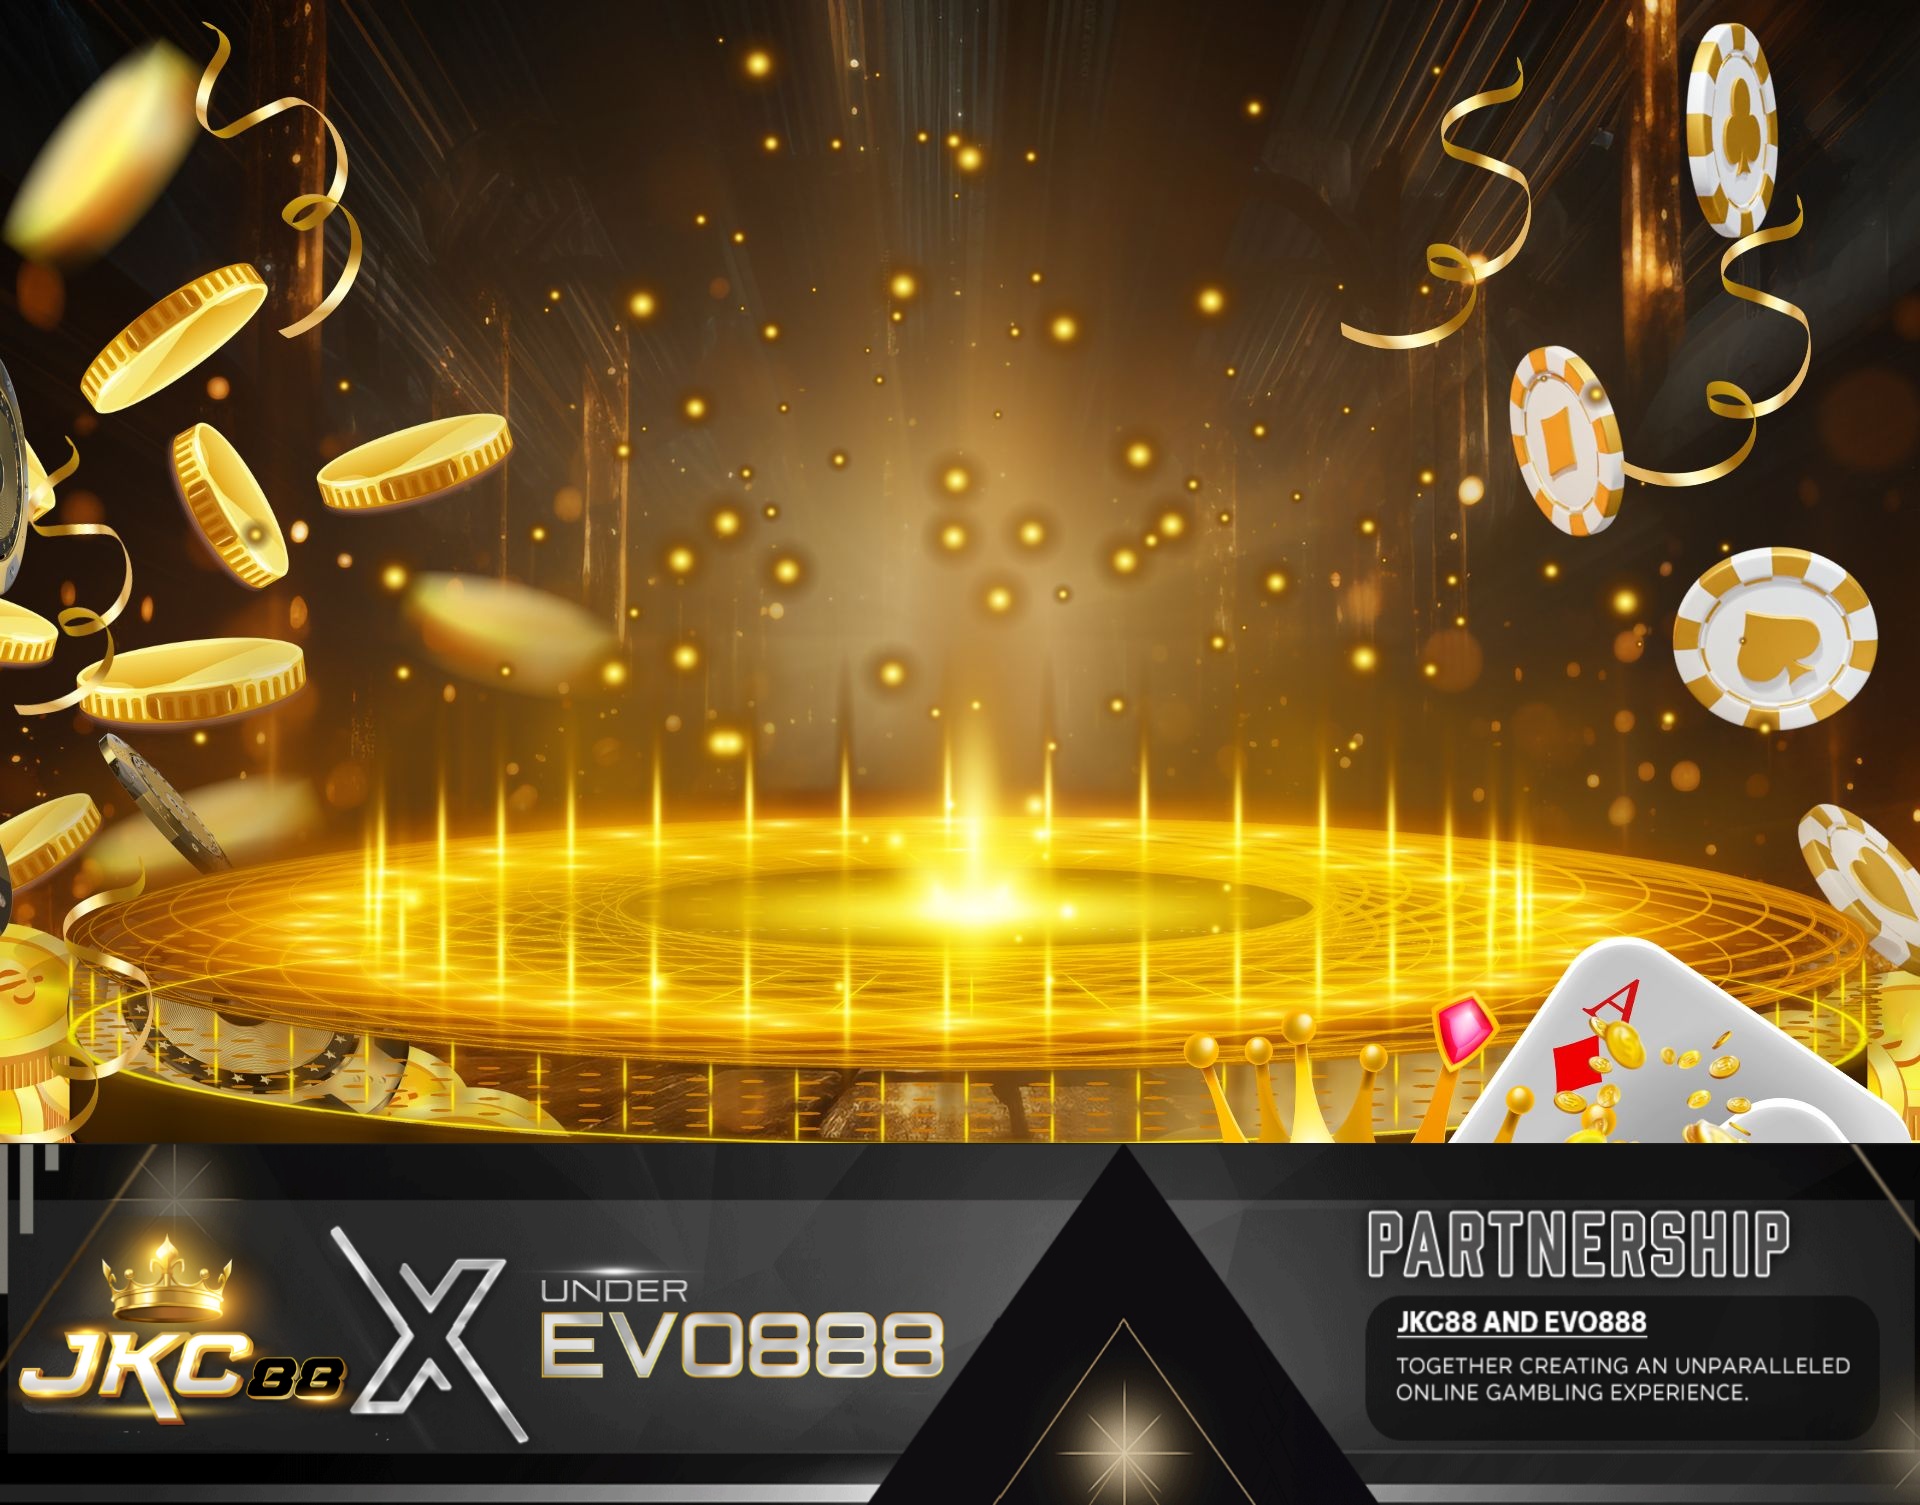 A
JKC88
X
UNDER
EVO888
PARTNERSHIP
JKC88 AND EVO888
TOGETHER CREATING AN UNPARALLELED
ONLINE GAMBLING EXPERIENCE.